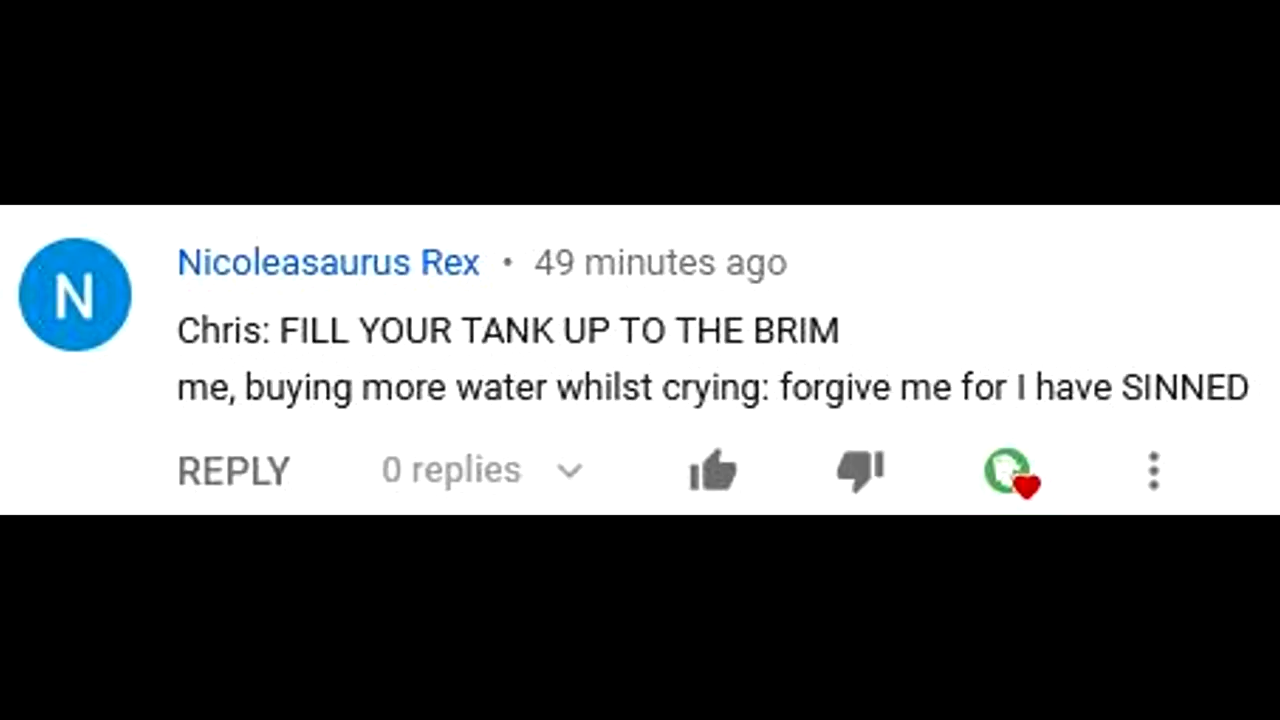 N
Nicoleasaurus Rex • 49 minutes ago
Chris: FILL YOUR TANK UP TO THE BRIM
me, buying more water whilst crying: forgive me for I have SINNED
REPLY 0 replies